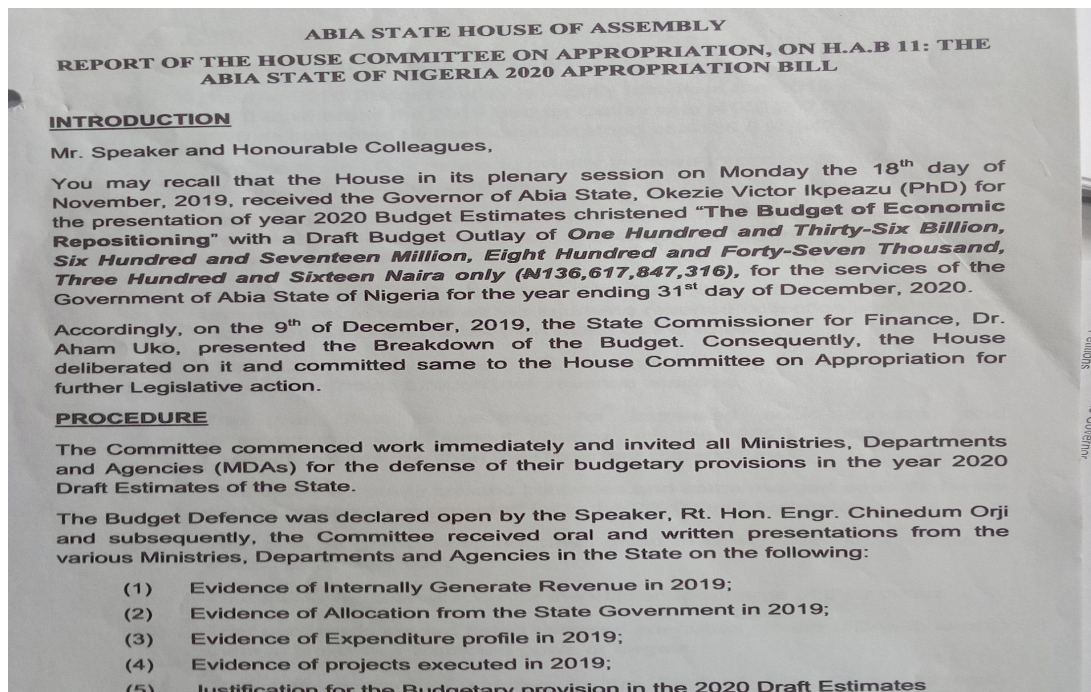 ABIA STATE HOUSE OF ASSEMBLY
REPORT OF THE HOUSE COMMITTEE ON APPROPRIATION, ON H.A.B 11: THE
ABIA STATE OF NIGERIA 2020 APPROPRIATION BILL
INTRODUCTION
Mr. Speaker and Honourable Colleagues,
You may recall that the House in its plenary session on Monday the 18th day of
November, 2019, received the Governor of Abia State, Okezie Victor Ikpeazu (PhD) for
the presentation of year 2020 Budget Estimates christened "The Budget of Economic
Repositioning" with a Draft Budget Outlay of One Hundred and Thirty-Six Billion,
Six Hundred and Seventeen Million, Eight Hundred and Forty-Seven Thousand,
Three Hundred and Sixteen Naira only (₦136,617,847,316), for the services of the
Government of Abia State of Nigeria for the year ending 31st day of December, 2020.
Accordingly, on the 9th of December, 2019, the State Commissioner for Finance, Dr.
Aham Uko, presented the Breakdown of the Budget. Consequently, the House
deliberated on it and committed same to the House Committee on Appropriation for
further Legislative action.
PROCEDURE
The Committee commenced work immediately and invited all Ministries, Departments
and Agencies (MDAs) for the defense of their budgetary provisions in the year 2020
Draft Estimates of the State.
The Budget Defence was declared open by the Speaker, Rt. Hon. Engr. Chinedum Orji
and subsequently, the Committee received oral and written presentations from the
various Ministries, Departments and Agencies in the State on the following:
(1) Evidence of Internally Generate Revenue in 2019;
(2) Evidence of Allocation from the State Government in 2019;
(3) Evidence of Expenditure profile in 2019;
(4) Evidence of projects executed in 2019;
(5) Justification for the Budgetary provision in the 2020 Draft Estimates